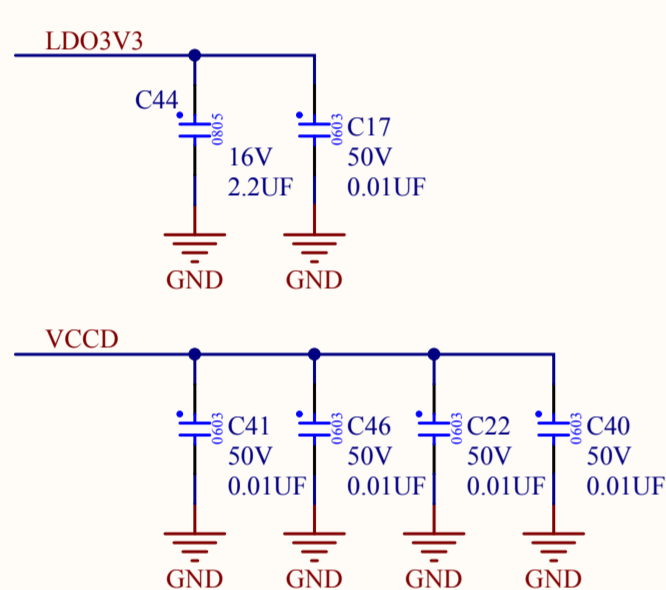 LDO3V3
C44
0805
16V
2.2UF
0603
C17
50V
0.01UF
GND
GND
VCCD
0603
C41
50V
0.01UF
0603
C46
50V
0.01UF
0603
C22
50V
0.01UF
0603
C40
50V
0.01UF
GND
GND
GND
GND